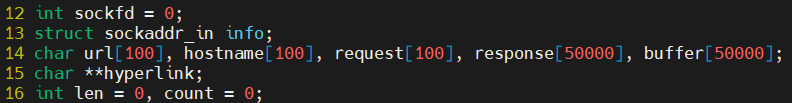 12 int sockfd = 0;
13 struct sockaddr_in info;
14 char url[100], hostname[100], request[100], response[50000], buffer[50000];
15 char **hyperlink;
16 int len = 0, count = 0;